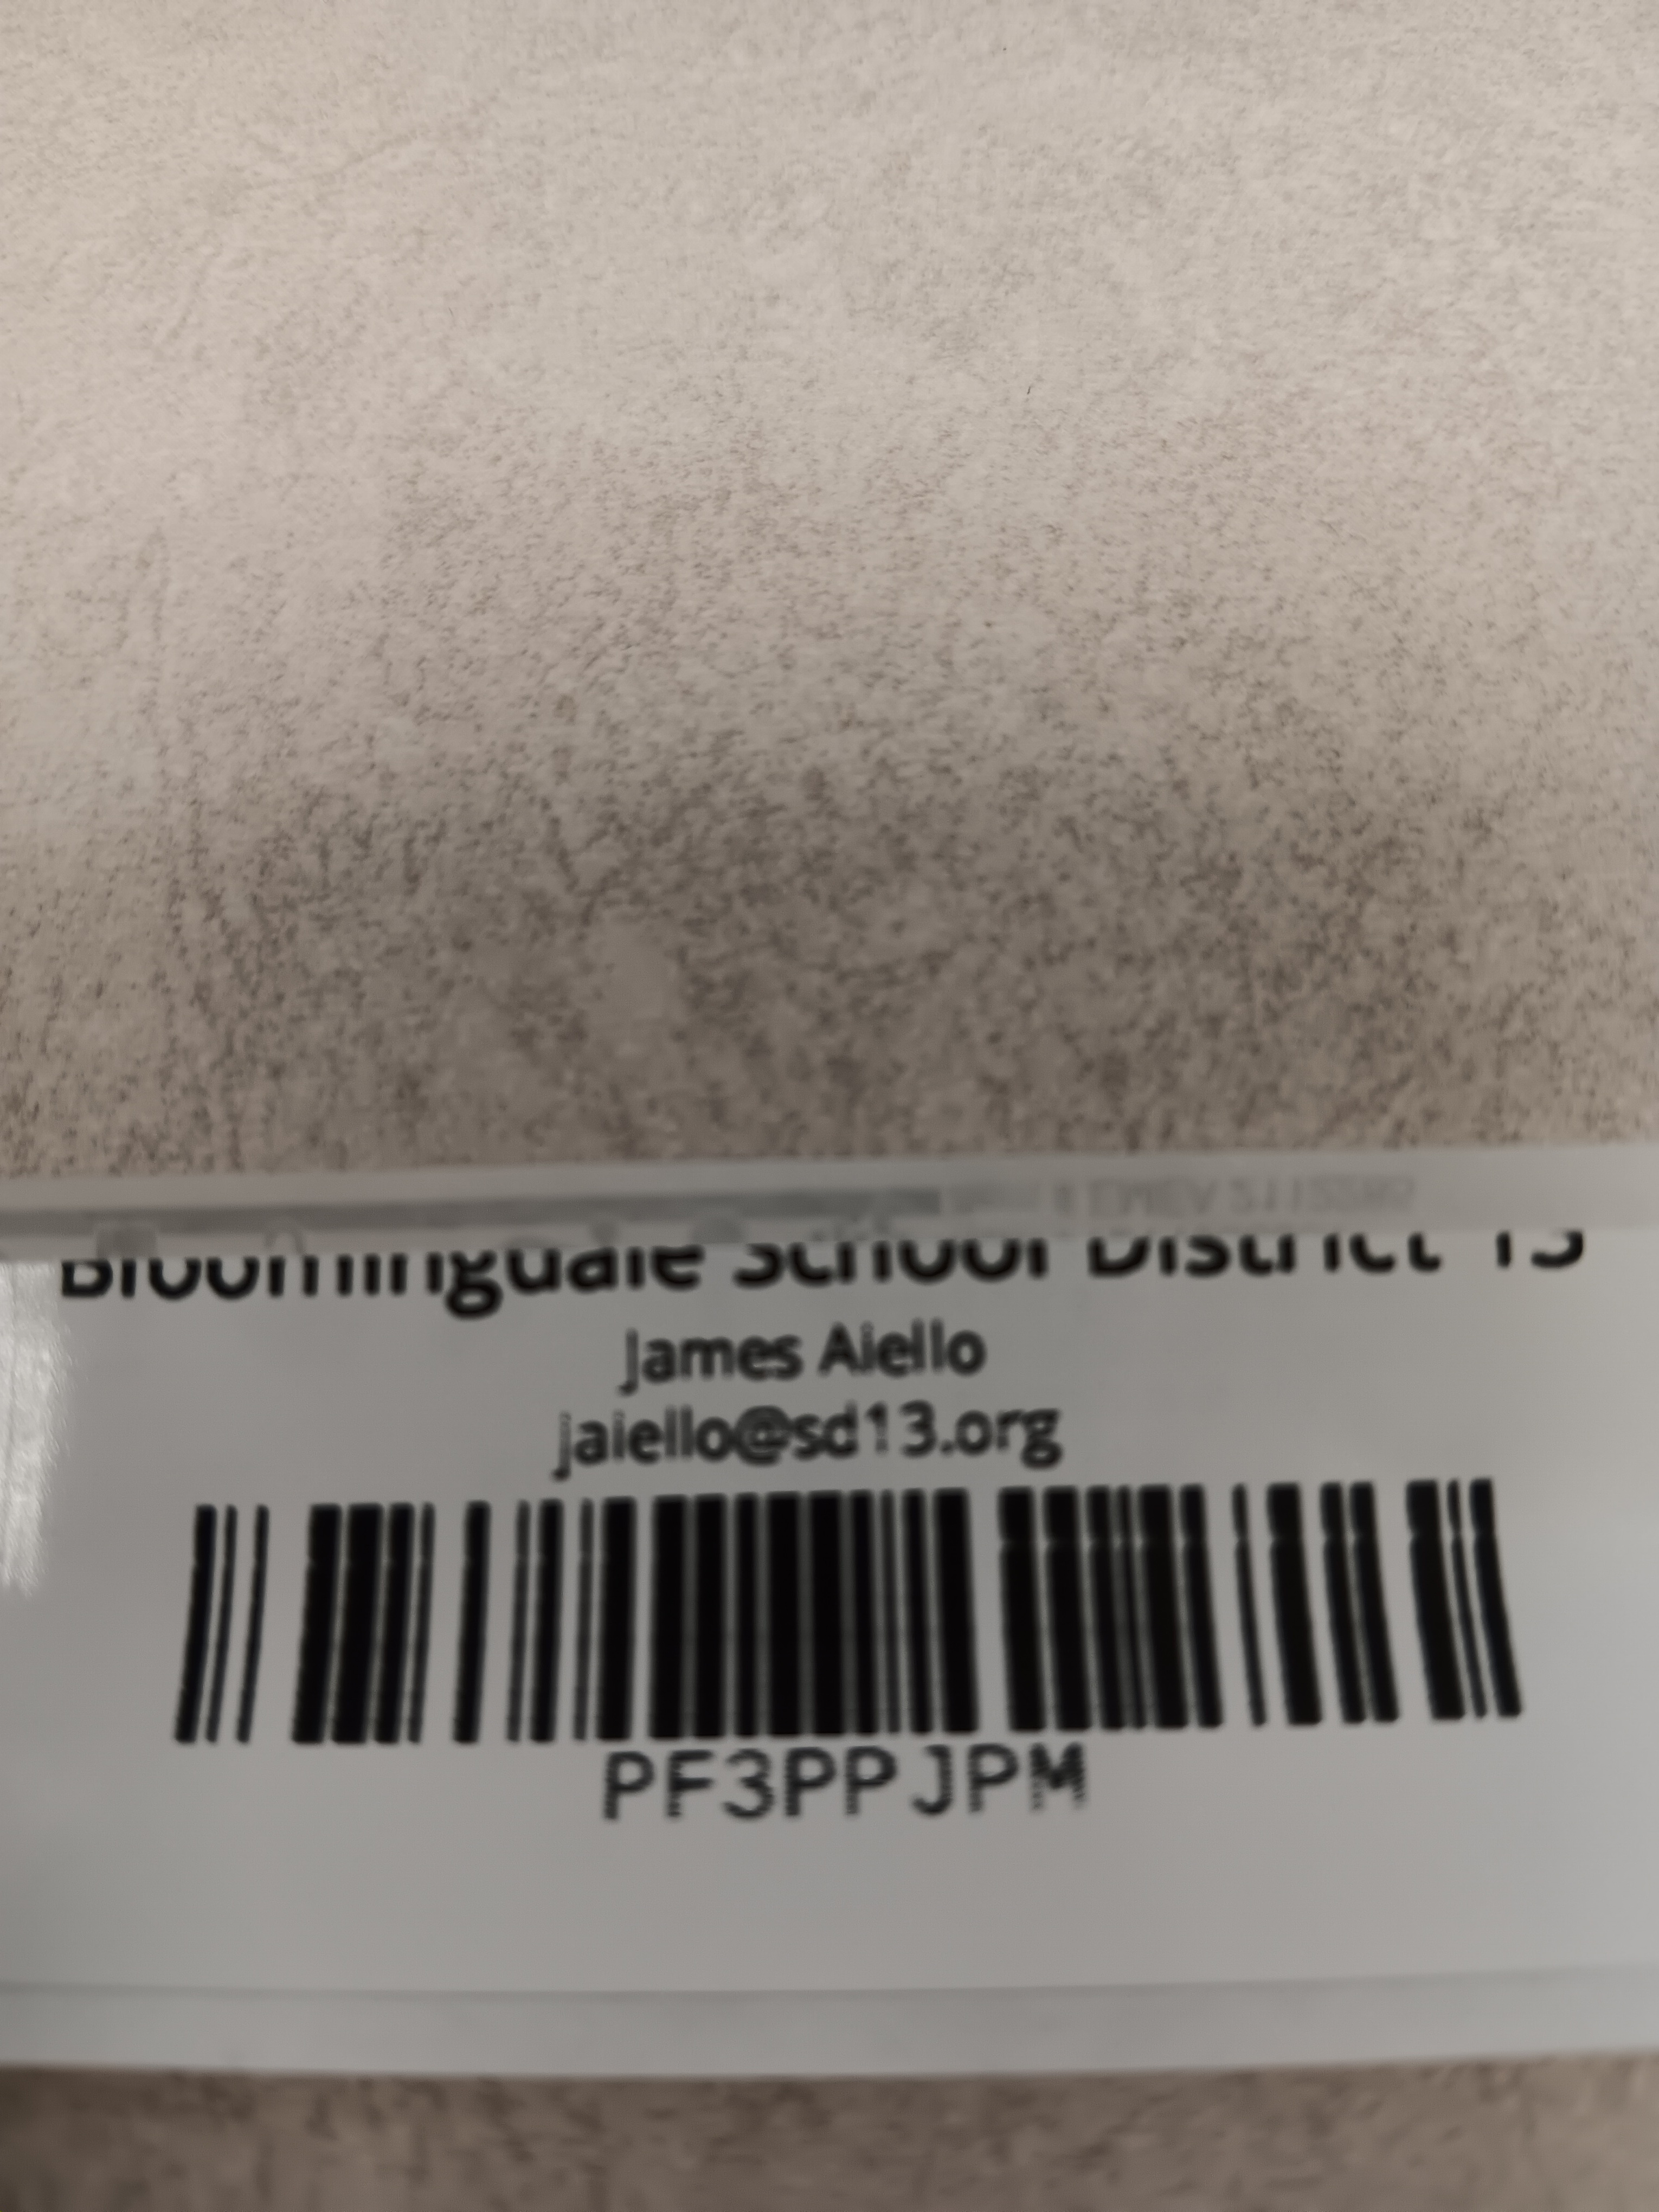 Bloomingdale School District 13
James Aiello
jaiello@sd13.org
PF3PPJPM